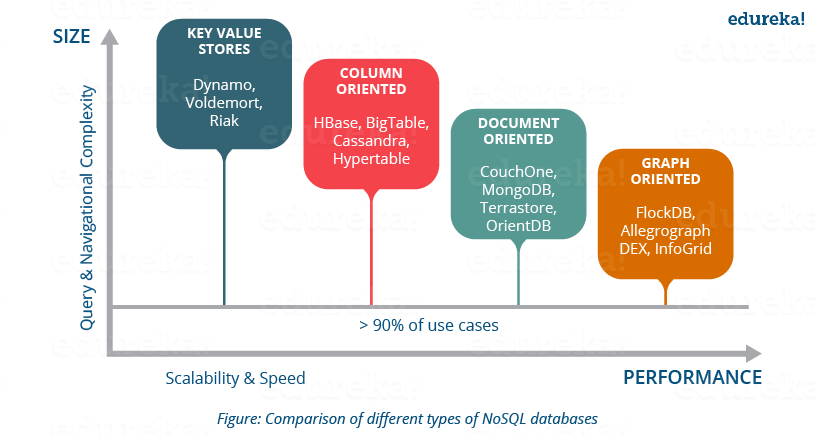 edureka!
SIZE
KEY VALUE
STORES
Dynamo,
Voldemort,
Riak
COLUMN
ORIENTED
HBase, BigTable,
Cassandra,
Hypertable
DOCUMENT
ORIENTED
CouchOne,
MongoDB,
Terrastore,
OrientDB
GRAPH
ORIENTED
FlockDB,
Allegrograph
DEX, InfoGrid
Query & Navigational Complexity
> 90% of use cases
Scalability & Speed
PERFORMANCE
Figure: Comparison of different types of NoSQL databases